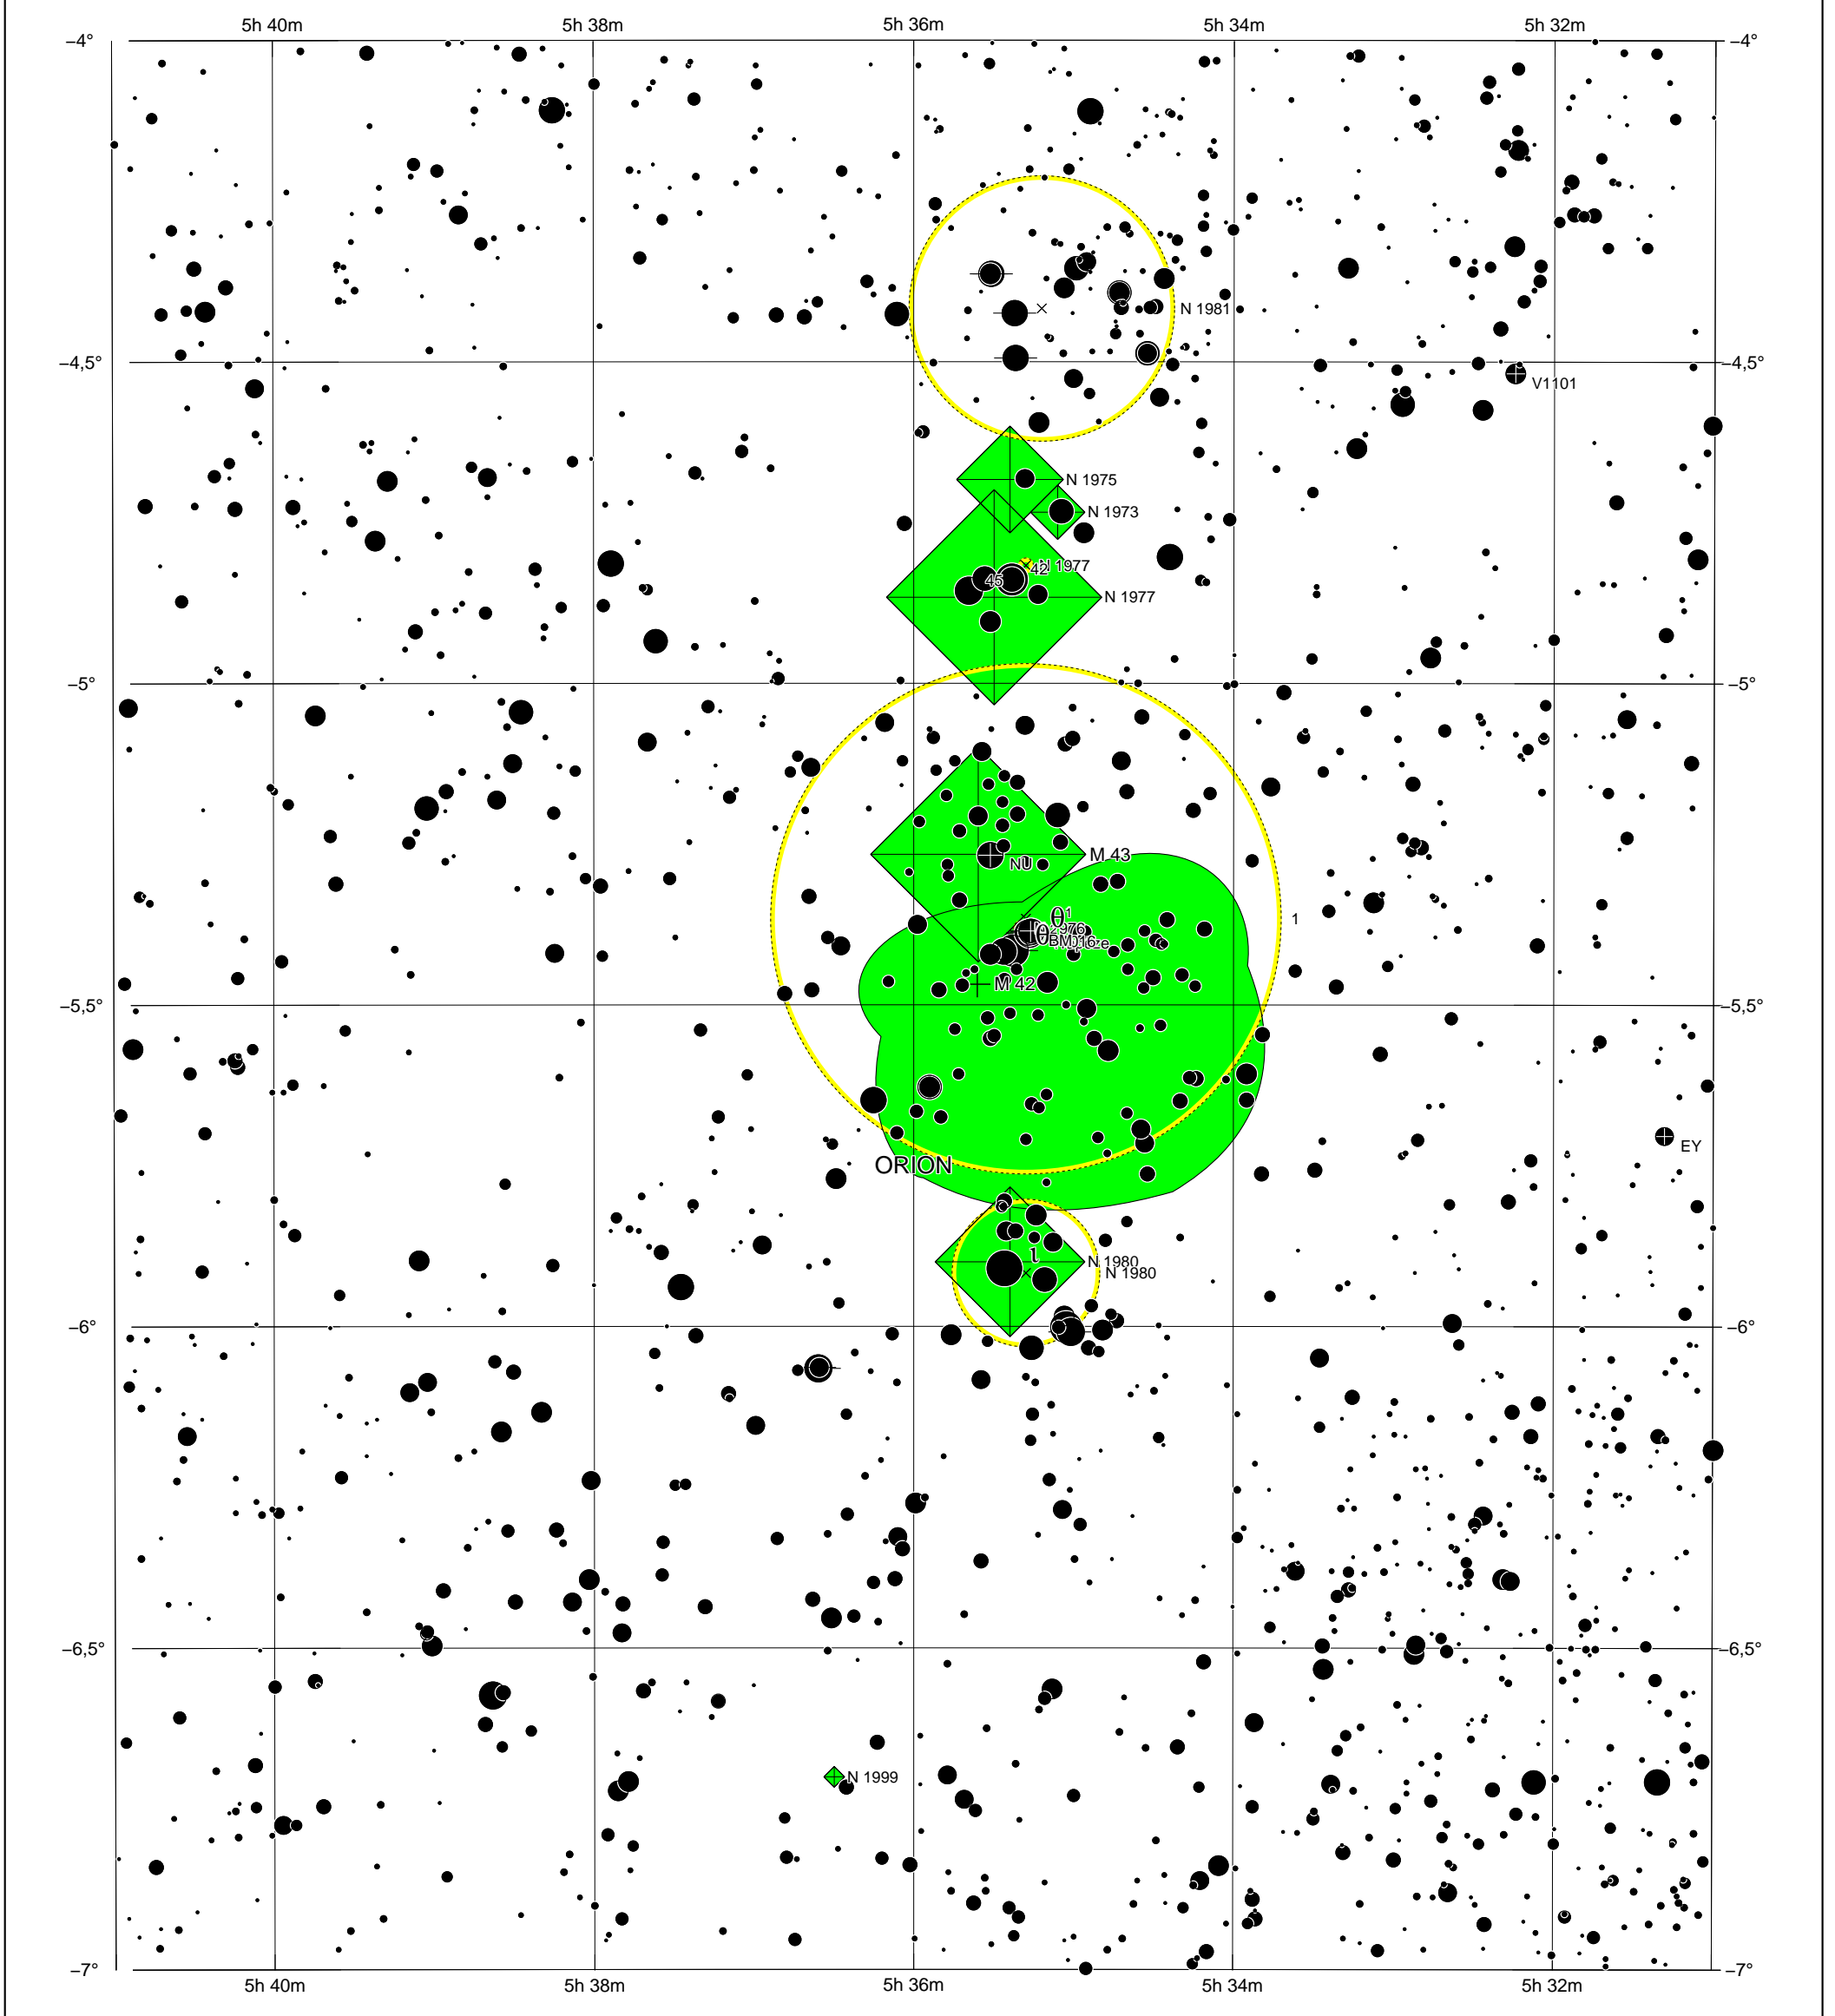 5h 40m 5h 38m 5h 36m 5h 34m 5h 32m
–4° –4°
N 1981
–4,5° –4,5°
V1101
N 1975
N 1973
N 1977
42
45
N 1977
–5° –5°
M 43
NU
θ¹
1
M 42
–5,5° –5,5°
EY
ORION
ι
N 1980
N 1980
–6° –6°
–6,5° –6,5°
N 1999
–7° –7°
5h 40m 5h 38m 5h 36m 5h 34m 5h 32m